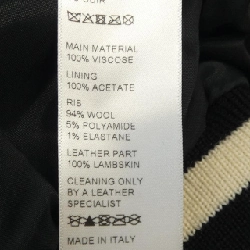 MAIN MATERIAL
100% VISCOSE
LINING
100% ACETATE
RIB
94% WOOL
5% POLYAMIDE
1% ELASTANE
LEATHER PART
100% LAMBSKIN
CLEANING ONLY
BY A LEATHER
SPECIALIST
MADE IN ITALY